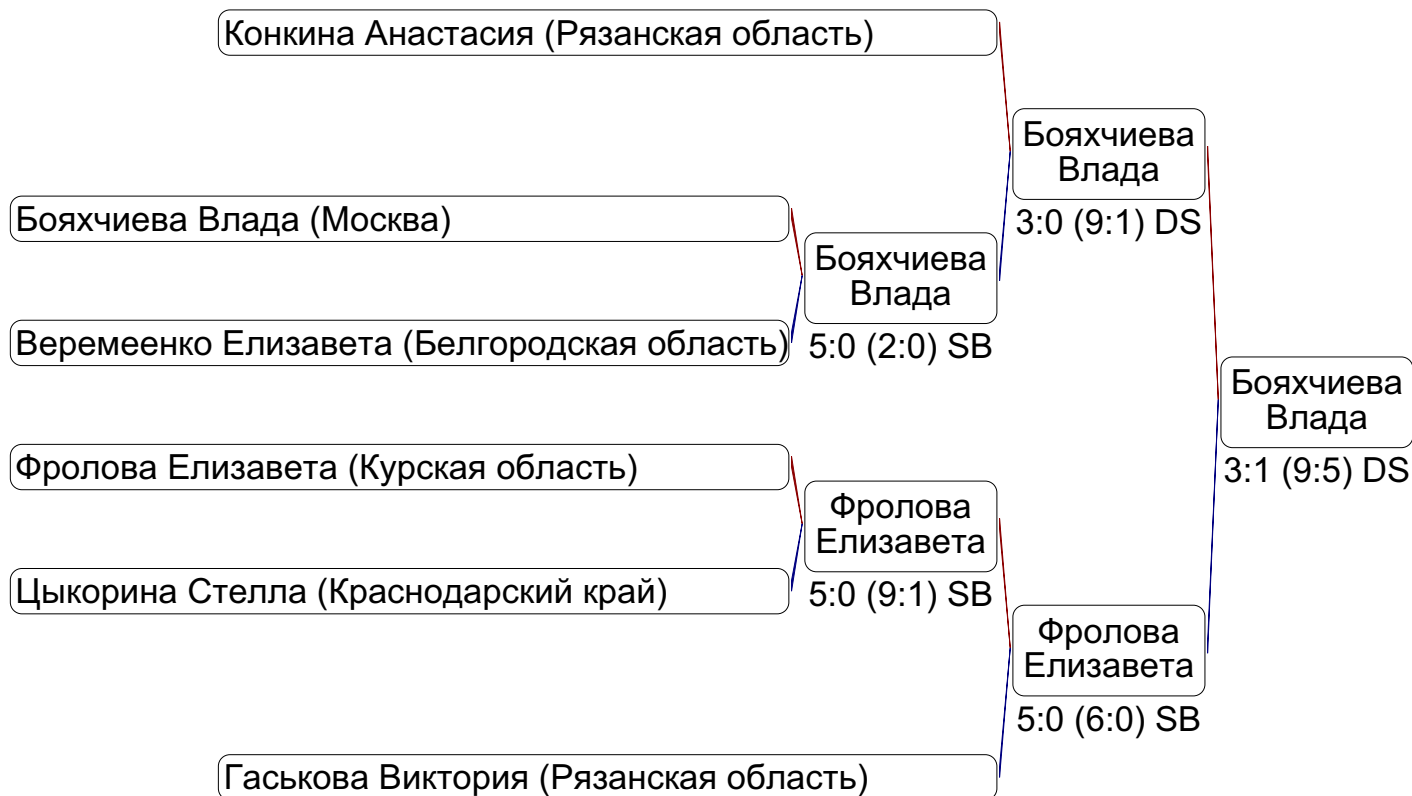 Конкина Анастасия (Рязанская область)
Бояхчиева
Влада
3:0 (9:1) DS
Бояхчиева Влада (Москва)
Бояхчиева
Влада
5:0 (2:0) SB
Веремеенко Елизавета (Белгородская область)
Бояхчиева
Влада
3:1 (9:5) DS
Фролова Елизавета (Курская область)
Фролова
Елизавета
5:0 (9:1) SB
Цыкорина Стелла (Краснодарский край)
Фролова
Елизавета
5:0 (6:0) SB
Гаськова Виктория (Рязанская область)